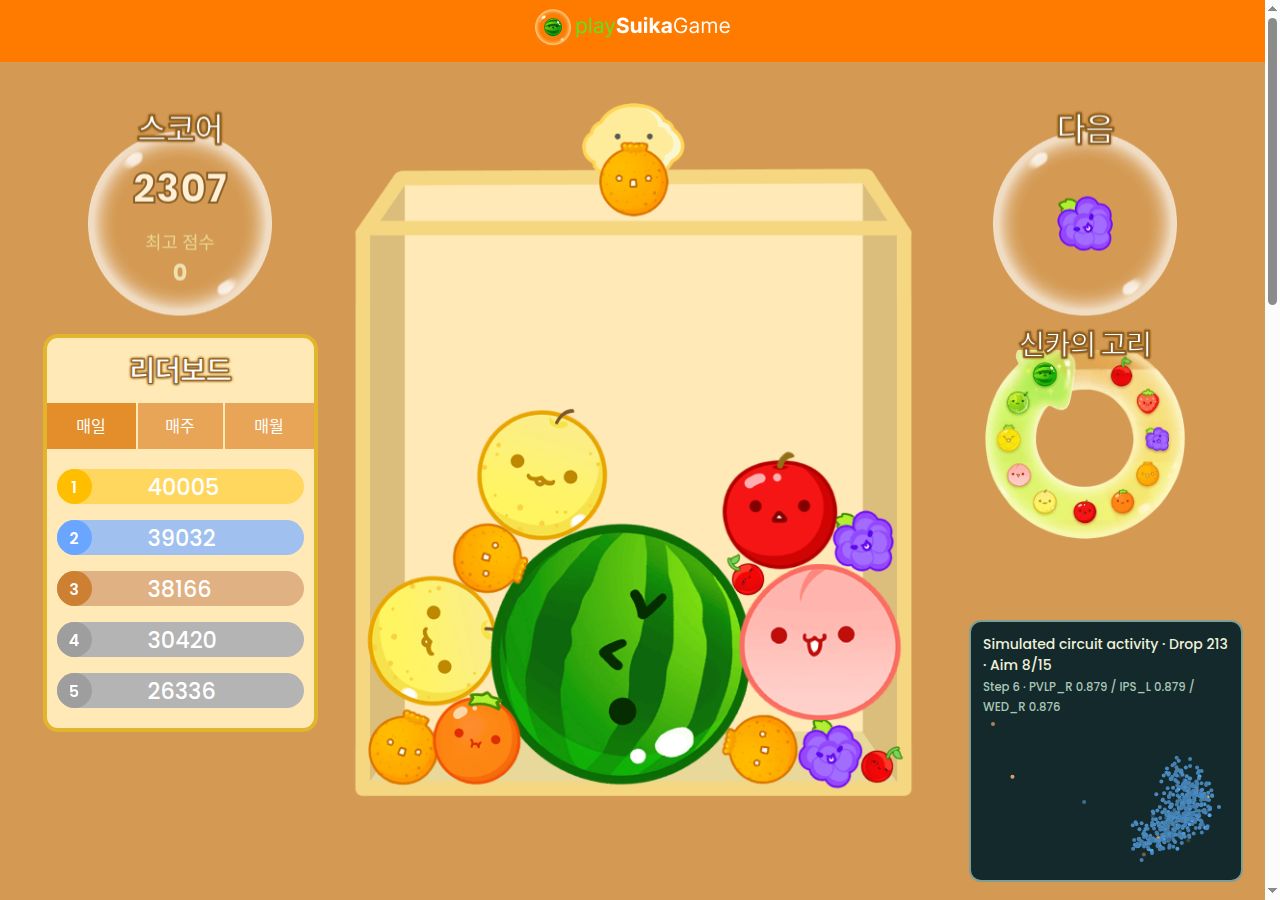 playSuikaGame
스코어
2307
최고 점수
0
다음
신카의 고리
리더보드
매일 매주 매월
1 40005
2 39032
3 38166
4 30420
5 26336
Simulated circuit activity · Drop 213
· Aim 8/15
Step 6 · PVLP_R 0.879 / IPS_L 0.879 /
WED_R 0.876